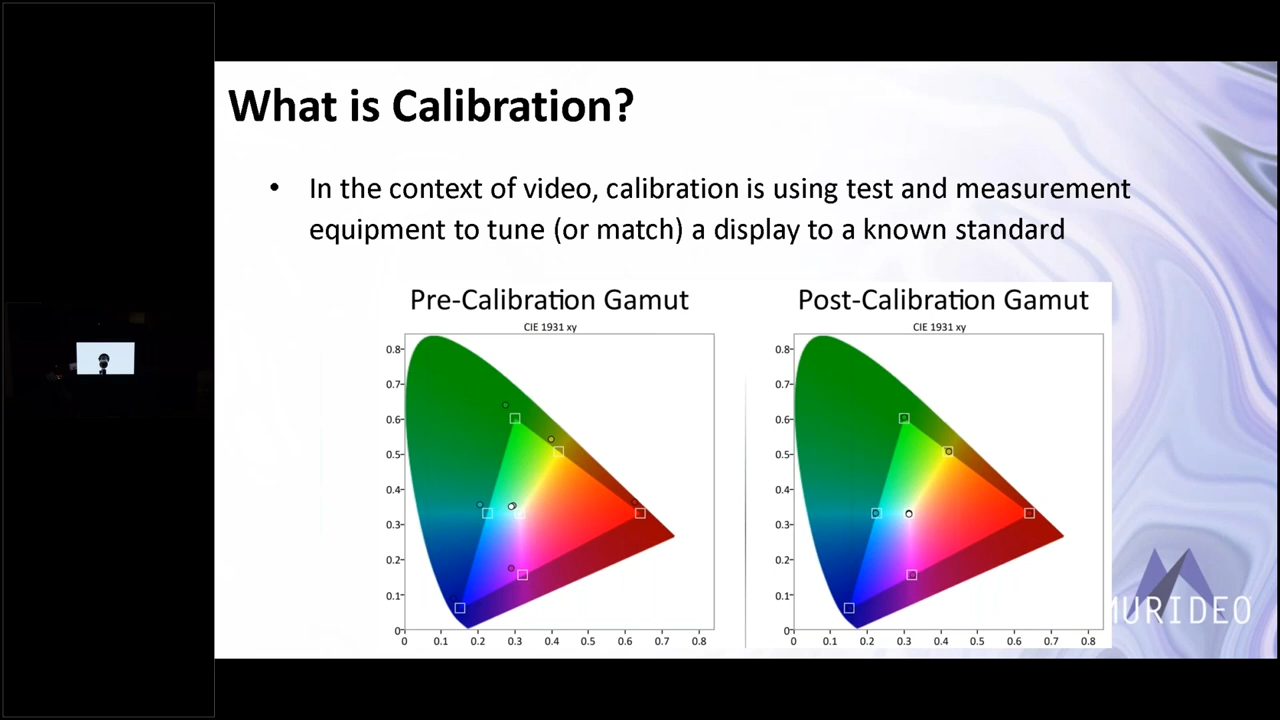 What is Calibration?
• In the context of video, calibration is using test and measurement
equipment to tune (or match) a display to a known standard
Pre-Calibration Gamut
CIE 1931 xy
0.8
0.7
0.6
0.5
0.4
0.3
0.2
0.1
0
0 0.1 0.2 0.3 0.4 0.5 0.6 0.7 0.8
Post-Calibration Gamut
CIE 1931 xy
0.8
0.7
0.6
0.5
0.4
0.3
0.2
0.1
0
0 0.1 0.2 0.3 0.4 0.5 0.6 0.7 0.8
MURIDEO